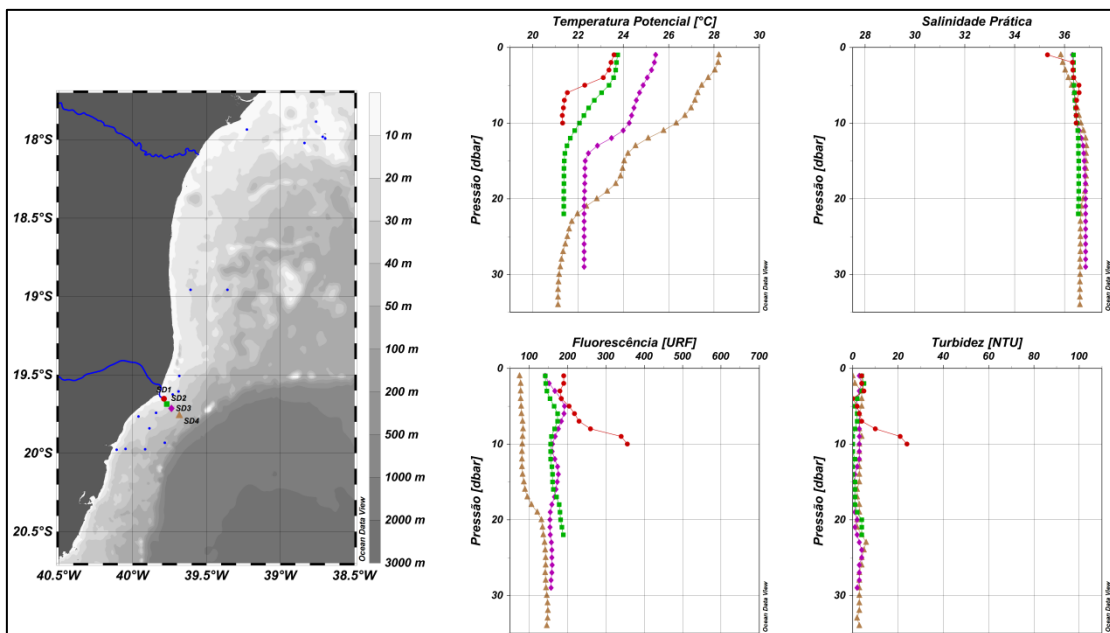 18°S
18.5°S
19°S
19.5°S
20°S
20.5°S
40.5°W 40°W 39.5°W 39°W 38.5°W
SD1
SD2
SD3
SD4
Ocean Data View
10 m
20 m
30 m
40 m
50 m
100 m
200 m
500 m
1000 m
2000 m
3000 m
Temperatura Potencial [°C]
20 22 24 26 28 30
Pressão [dbar]
0
10
20
30
Ocean Data View
Salinidade Prática
28 30 32 34 36
Pressão [dbar]
0
10
20
30
Ocean Data View
Fluorescência [URF]
100 200 300 400 500 600 700
Pressão [dbar]
0
10
20
30
Ocean Data View
Turbidez [NTU]
0 20 40 60 80 100
Pressão [dbar]
0
10
20
30
Ocean Data View